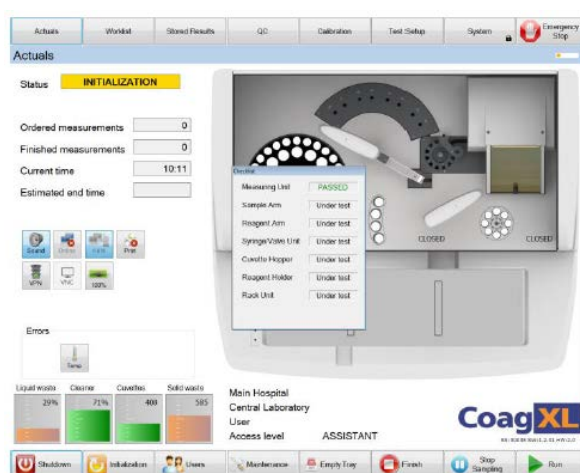 Actuals Worklist Stored Results QC Calibration Test Setup System Emergency Stop
Actuals
Status INITIALIZATION
Ordered measurements 0
Finished measurements 0
Current time 10:11
Estimated end time
Checklist
Measuring Unit PASSED
Sample Arm Under test
Reagent Arm Under test
Syringe/Valve Unit Under test
Cuvette Hopper Under test
Reagent Holder Under test
Rack Unit Under test
CLOSED CLOSED
Sound Print
VPN VNC 100%
Errors
Temp
Liquid waste Cleaner Cuvettes Solid waste
29% 71% 400 595
Main Hospital
Central Laboratory
User
Access level ASSISTANT
Coag XL
Shutdown Initialization Users Maintenance Empty Tray Finish Stop Sampling Run